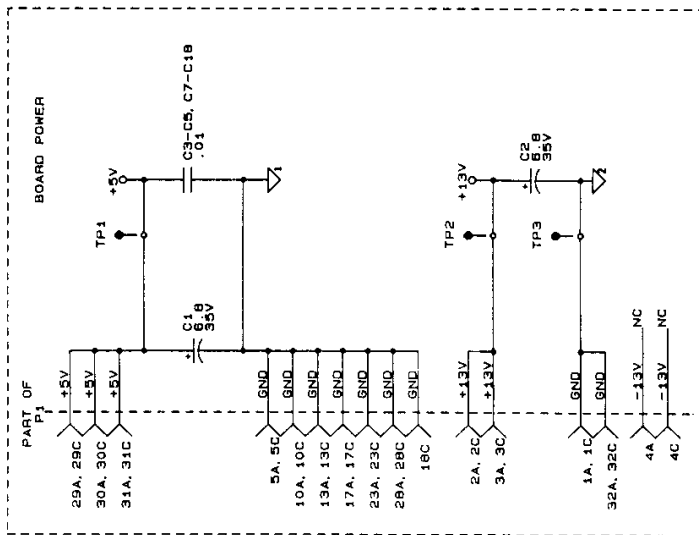 BOARD POWER
PART OF
P1
29A, 29C
+5V
30A, 30C
+5V
31A, 31C
+5V
TP1
+5V
C1
6.8
35V
+
C3-C5, C7-C18
.01
1
5A, 5C
GND
10A, 10C
GND
13A, 13C
GND
17A, 17C
GND
23A, 23C
GND
28A, 28C
GND
18C
GND
2A, 2C
+13V
3A, 3C
+13V
TP2
+13V
C2
6.8
35V
+
TP3
2
1A, 1C
GND
32A, 32C
GND
4A
-13V
NC
4C
-13V
NC